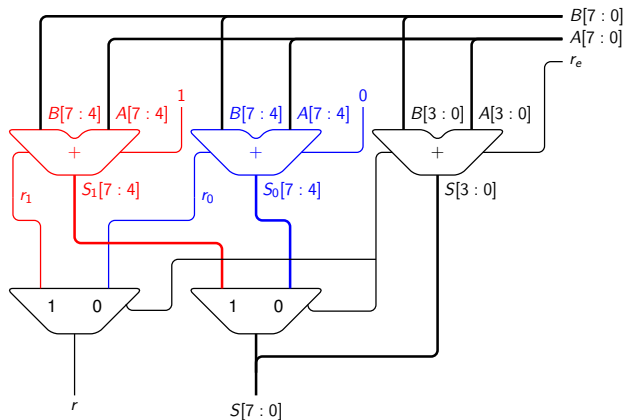 B[7 : 0]
A[7 : 0]
r_e
1
0
B[7 : 4] A[7 : 4]
B[7 : 4] A[7 : 4]
B[3 : 0] A[3 : 0]
+
+
+
r_1
S_1[7 : 4]
r_0
S_0[7 : 4]
S[3 : 0]
1 0
1 0
r
S[7 : 0]